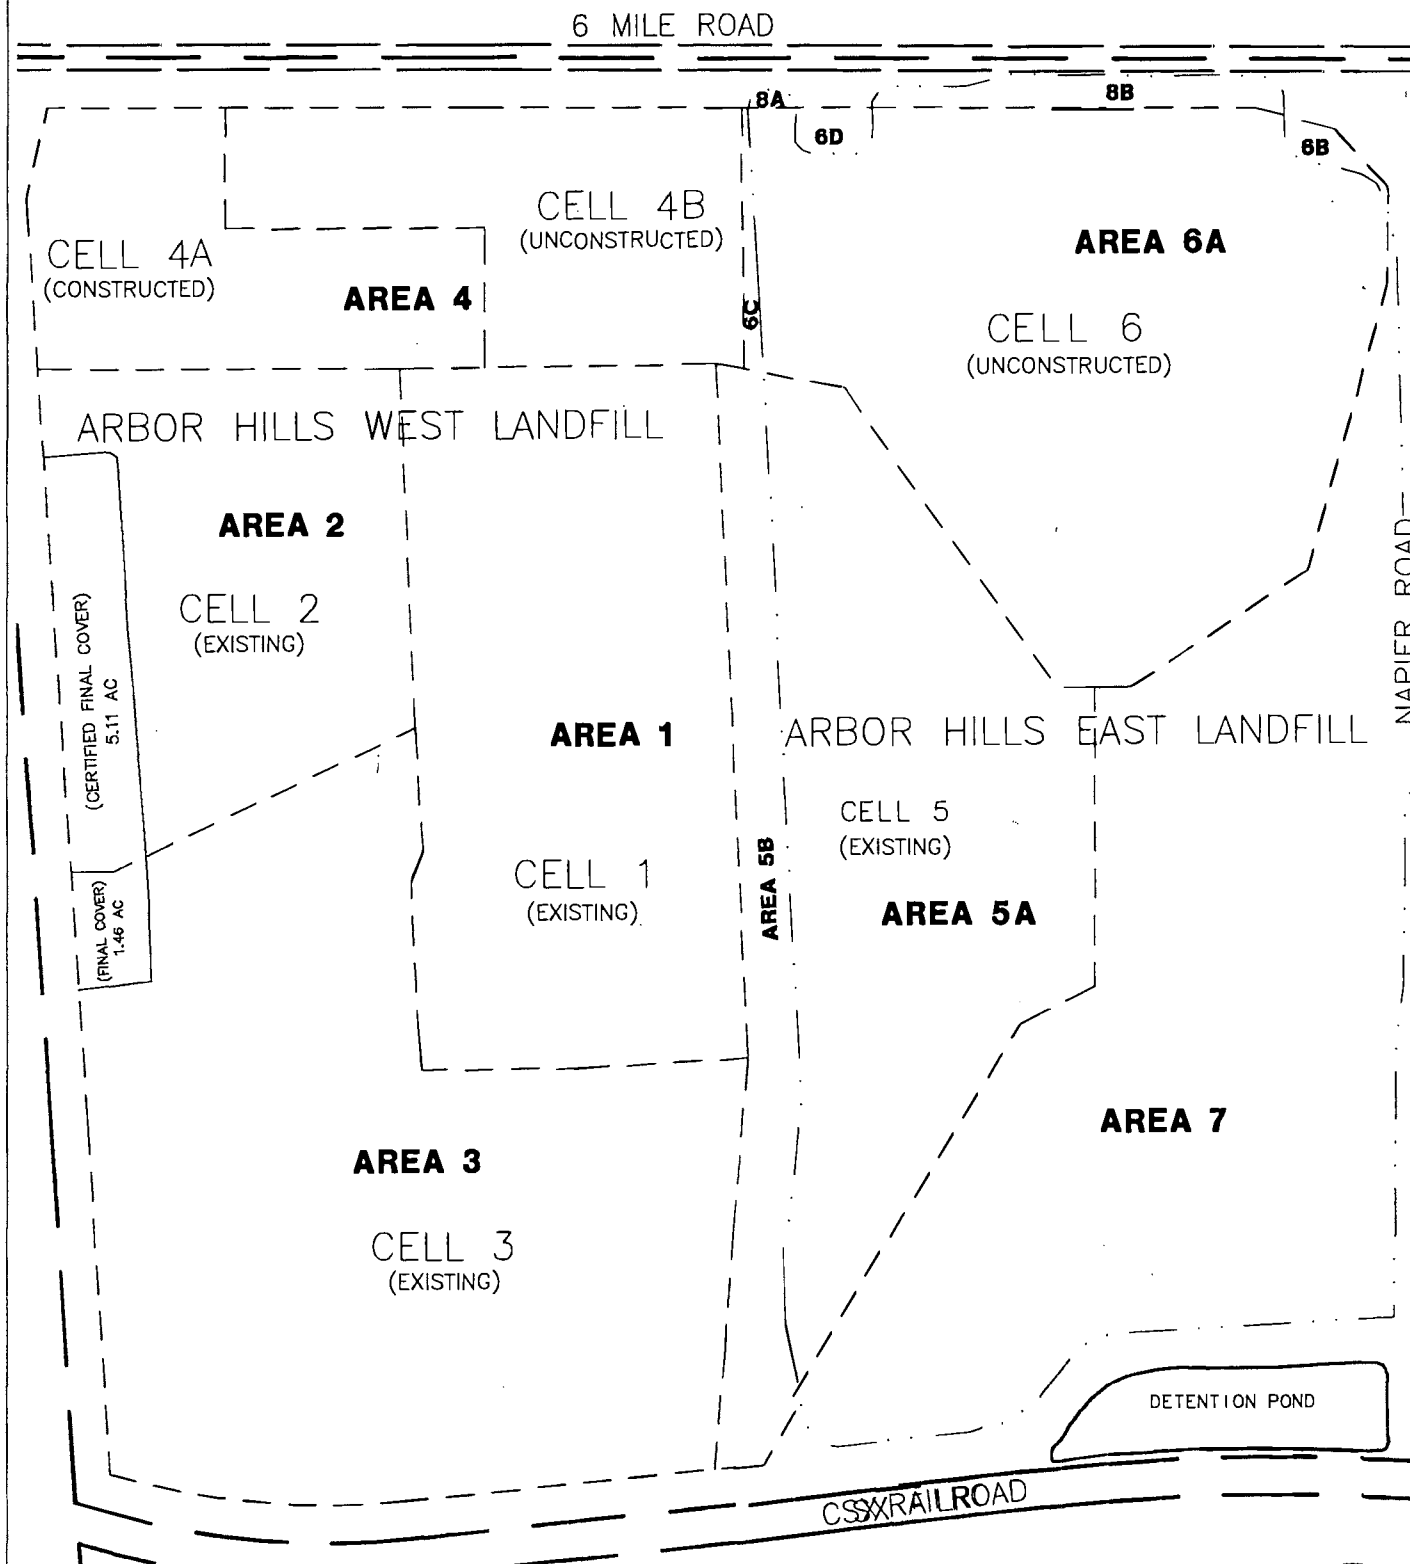 6 MILE ROAD
8A
8B
6D
6B
CELL 4B
(UNCONSTRUCTED)
CELL 4A
(CONSTRUCTED)
AREA 4
AREA 6A
6C
CELL 6
(UNCONSTRUCTED)
ARBOR HILLS WEST LANDFILL
AREA 2
CELL 2
(EXISTING)
(CERTIFIED FINAL COVER)
5.11 AC
NAPIER ROAD
AREA 1
ARBOR HILLS EAST LANDFILL
CELL 5
(EXISTING)
CELL 1
(EXISTING)
AREA 5B
AREA 5A
(FINAL COVER)
1.46 AC
AREA 7
AREA 3
CELL 3
(EXISTING)
DETENTION POND
RAILROAD